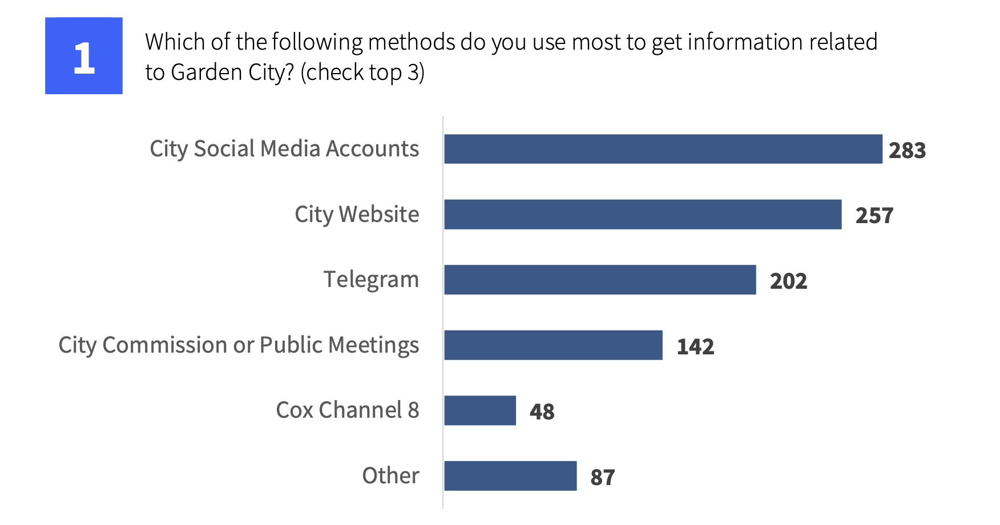 1
Which of the following methods do you use most to get information related
to Garden City? (check top 3)
City Social Media Accounts 283
City Website 257
Telegram 202
City Commission or Public Meetings 142
Cox Channel 8 48
Other 87